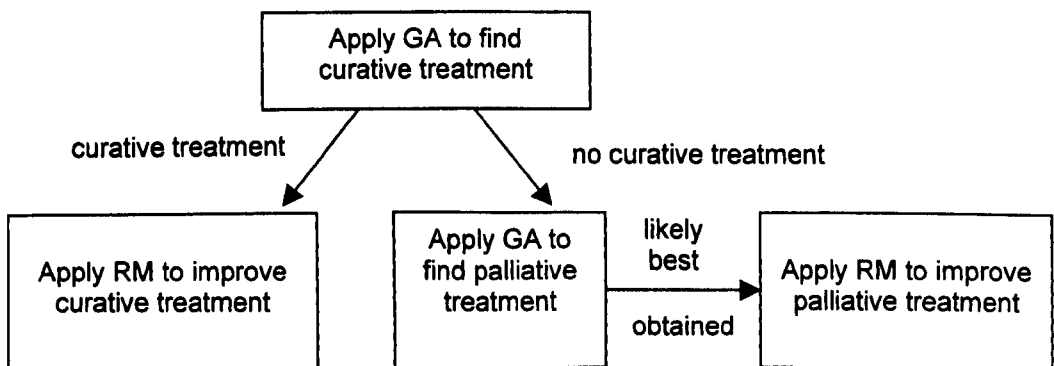 Apply GA to find
curative treatment
curative treatment
no curative treatment
Apply RM to improve
curative treatment
Apply GA to
find palliative
treatment
likely
best
obtained
Apply RM to improve
palliative treatment